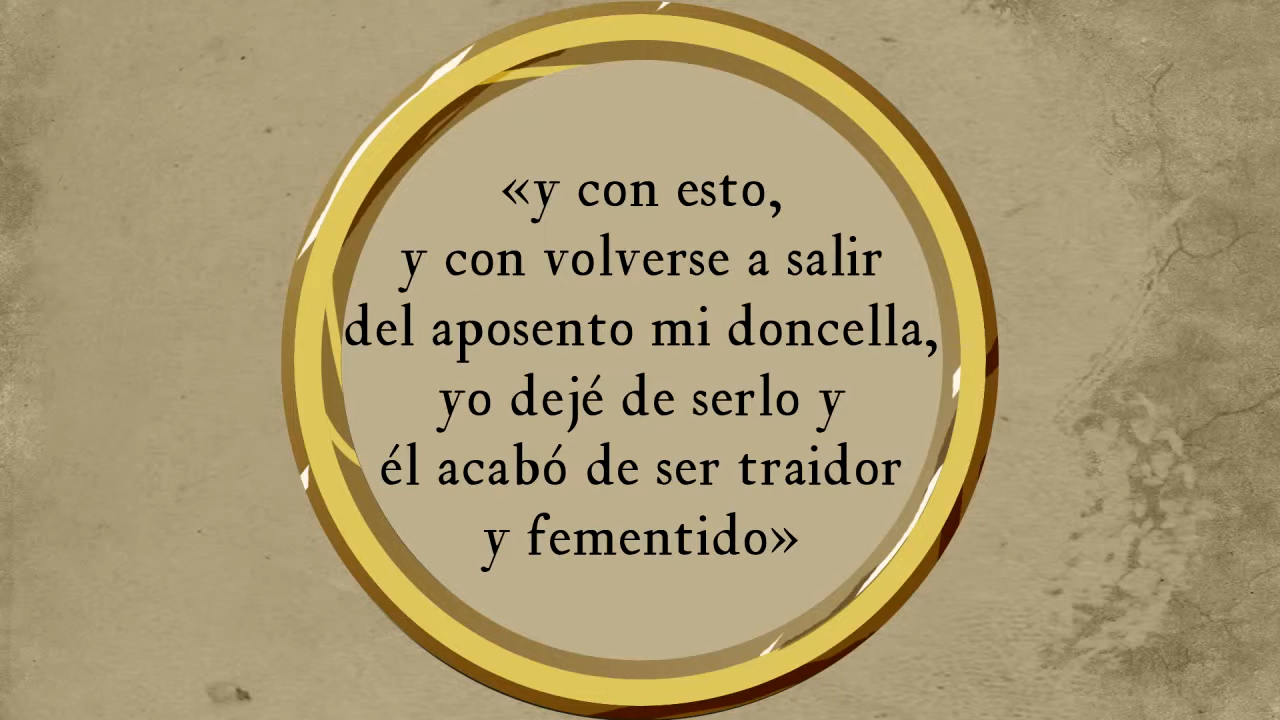 «y con esto,
y con volverse a salir
del aposento mi doncella,
yo dejé de serlo y
él acabó de ser traidor
y fementido»